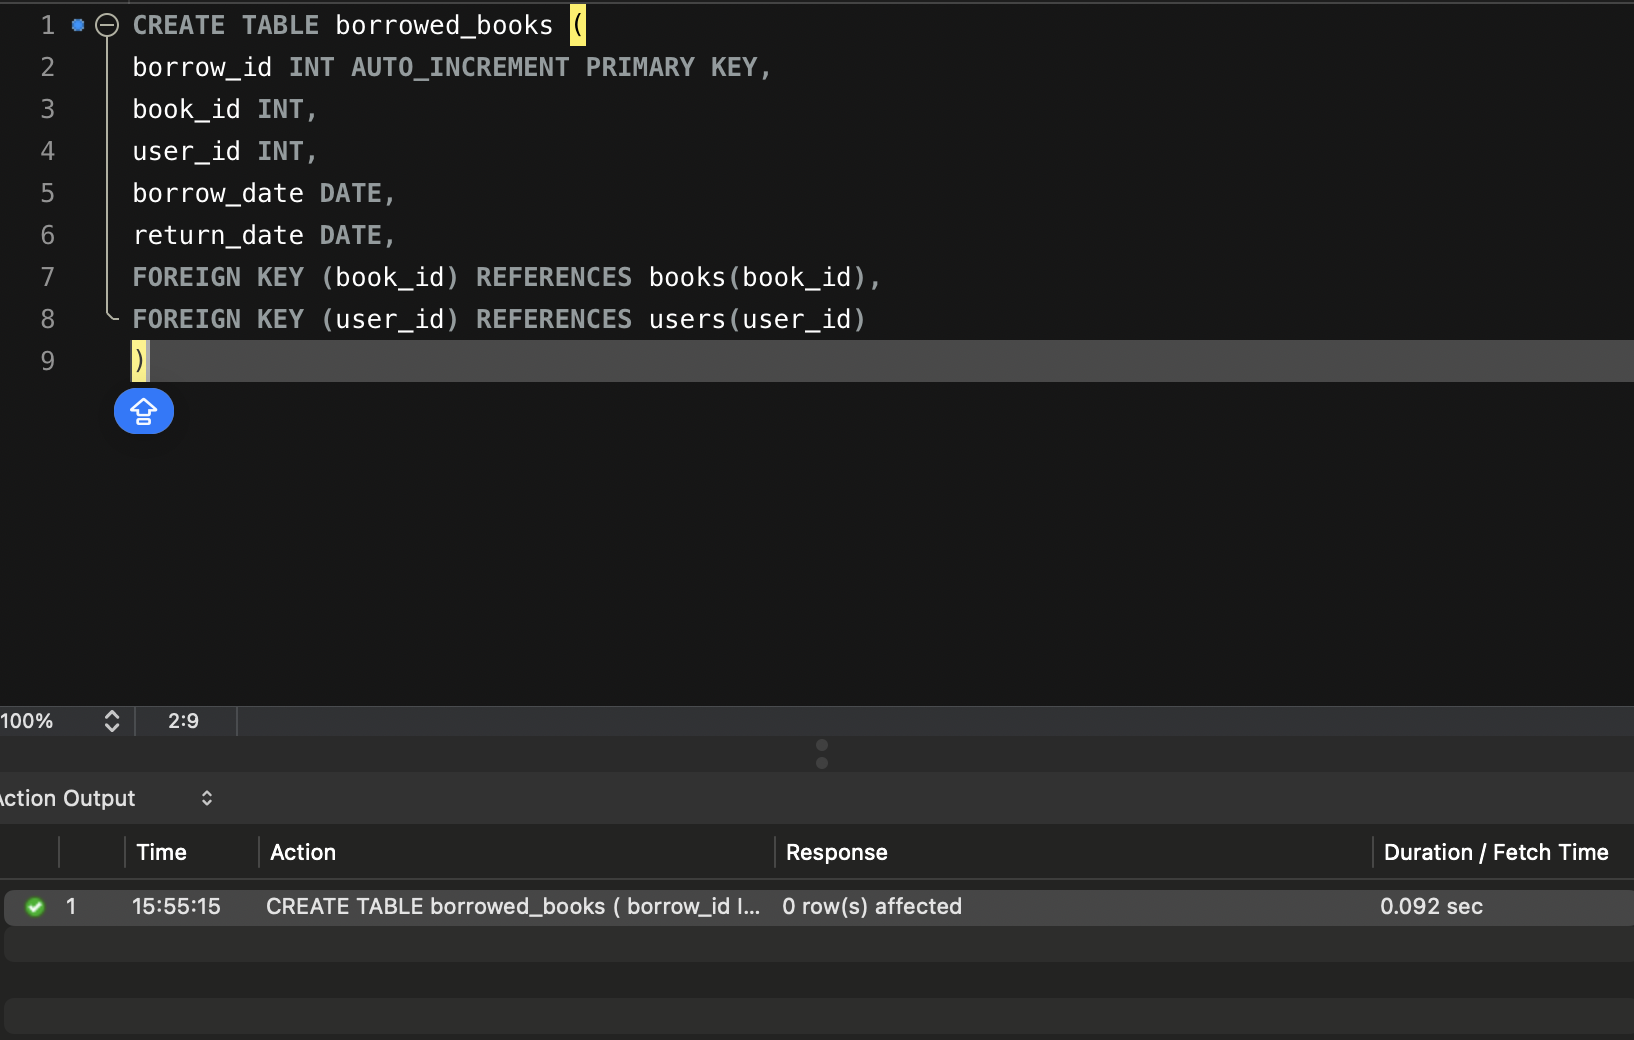 1 CREATE TABLE borrowed_books (
2 borrow_id INT AUTO_INCREMENT PRIMARY KEY,
3 book_id INT,
4 user_id INT,
5 borrow_date DATE,
6 return_date DATE,
7 FOREIGN KEY (book_id) REFERENCES books(book_id),
8 FOREIGN KEY (user_id) REFERENCES users(user_id)
9 )
100% 2:9
Action Output
Time Action Response Duration / Fetch Time
1 15:55:15 CREATE TABLE borrowed_books ( borrow_id I... 0 row(s) affected 0.092 sec